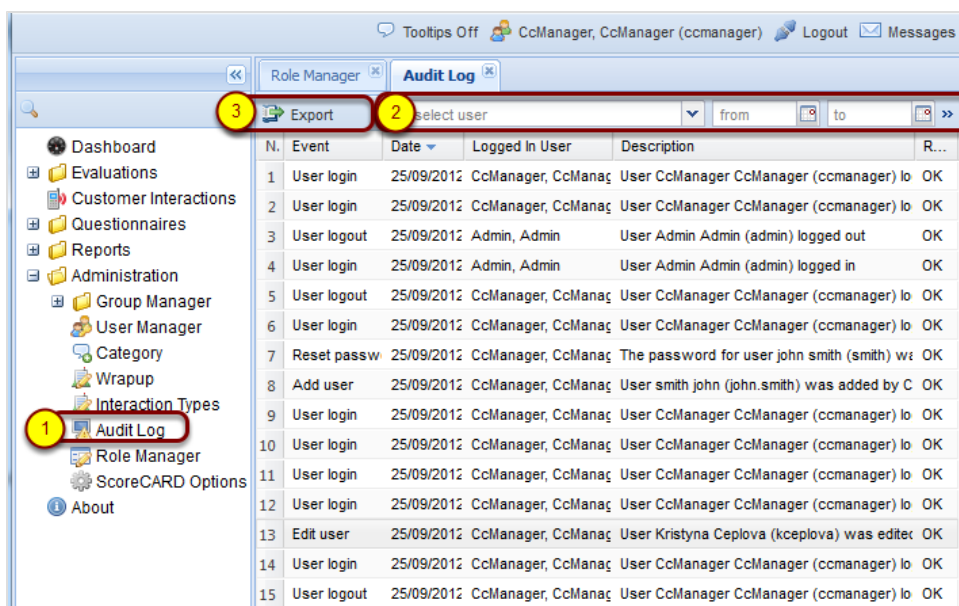 Tooltips Off CcManager, CcManager (ccmanager) Logout Messages
Role Manager Audit Log
3 Export 2 select user from to
Dashboard
Evaluations
Customer Interactions
Questionnaires
Reports
Administration
Group Manager
User Manager
Category
Wrapup
Interaction Types
1 Audit Log
Role Manager
ScoreCARD Options
About
N. Event Date Logged In User Description R...
1 User login 25/09/2012 CcManager, CcManag User CcManager CcManager (ccmanager) lo OK
2 User login 25/09/2012 CcManager, CcManag User CcManager CcManager (ccmanager) lo OK
3 User logout 25/09/2012 Admin, Admin User Admin Admin (admin) logged out OK
4 User login 25/09/2012 Admin, Admin User Admin Admin (admin) logged in OK
5 User logout 25/09/2012 CcManager, CcManag User CcManager CcManager (ccmanager) lo OK
6 User login 25/09/2012 CcManager, CcManag User CcManager CcManager (ccmanager) lo OK
7 Reset passw 25/09/2012 CcManager, CcManag The password for user john smith (smith) wa OK
8 Add user 25/09/2012 CcManager, CcManag User smith john (john.smith) was added by C OK
9 User login 25/09/2012 CcManager, CcManag User CcManager CcManager (ccmanager) lo OK
10 User login 25/09/2012 CcManager, CcManag User CcManager CcManager (ccmanager) lo OK
11 User login 25/09/2012 CcManager, CcManag User CcManager CcManager (ccmanager) lo OK
12 User login 25/09/2012 CcManager, CcManag User CcManager CcManager (ccmanager) lo OK
13 Edit user 25/09/2012 CcManager, CcManag User Kristyna Ceplova (kceplova) was edited OK
14 User login 25/09/2012 CcManager, CcManag User CcManager CcManager (ccmanager) lo OK
15 User logout 25/09/2012 CcManager, CcManag User CcManager CcManager (ccmanager) lo OK